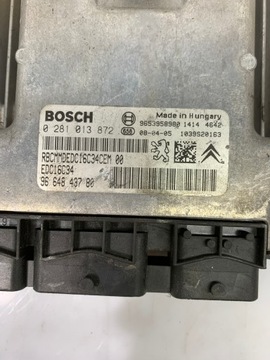 BOSCH
Made in Hungary
0 281 013 872
9653958980 1414 4642
656 08-04-05 1039S20163
RBCMMDEDC16C34CEM 00
EDC16C34
96 648 437 80